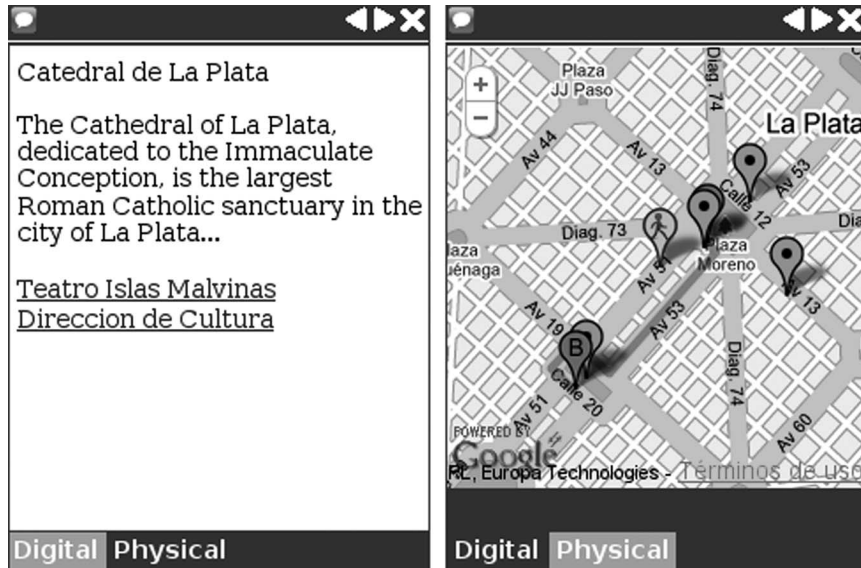 Catedral de La Plata
The Cathedral of La Plata,
dedicated to the Immaculate
Conception, is the largest
Roman Catholic sanctuary in the
city of La Plata...
Teatro Islas Malvinas
Direccion de Cultura
Digital Physical
+
−
Plaza
JJ Paso
Diag. 74
La Plata
Av 44
Av 13
Av 53
Calle 12
Diag. 73
Dia
laza
uénaga
Plaza
Moreno
Av 51
Av 13
Av 19
Av 53
B
Calle 20
Diag. 74
Av 51
Av 60
POWERED BY
Google
RL, Europa Technologies - Términos de uso
Digital Physical